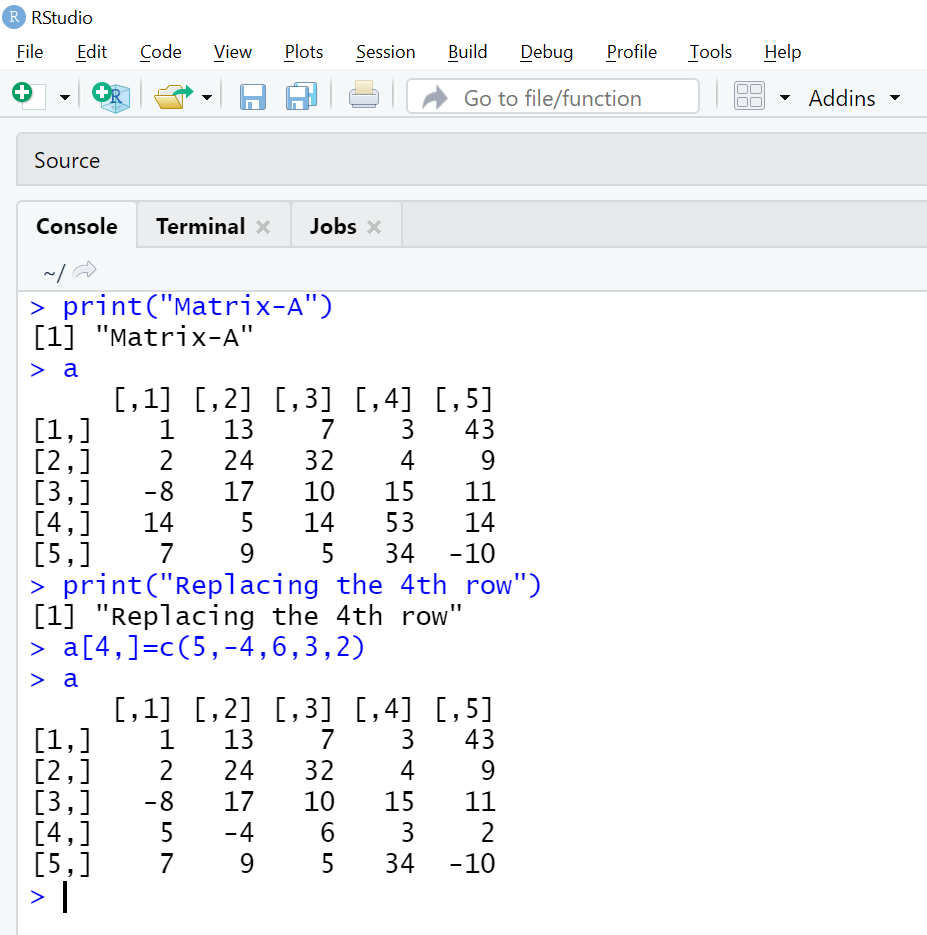 R RStudio
File Edit Code View Plots Session Build Debug Profile Tools Help
R Go to file/function Addins
Source
Console Terminal Jobs
~/
> print("Matrix-A")
[1] "Matrix-A"
> a
     [,1] [,2] [,3] [,4] [,5]
[1,]    1   13    7    3   43
[2,]    2   24   32    4    9
[3,]   -8   17   10   15   11
[4,]   14    5   14   53   14
[5,]    7    9    5   34  -10
> print("Replacing the 4th row")
[1] "Replacing the 4th row"
> a[4,]=c(5,-4,6,3,2)
> a
     [,1] [,2] [,3] [,4] [,5]
[1,]    1   13    7    3   43
[2,]    2   24   32    4    9
[3,]   -8   17   10   15   11
[4,]    5   -4    6    3    2
[5,]    7    9    5   34  -10
>